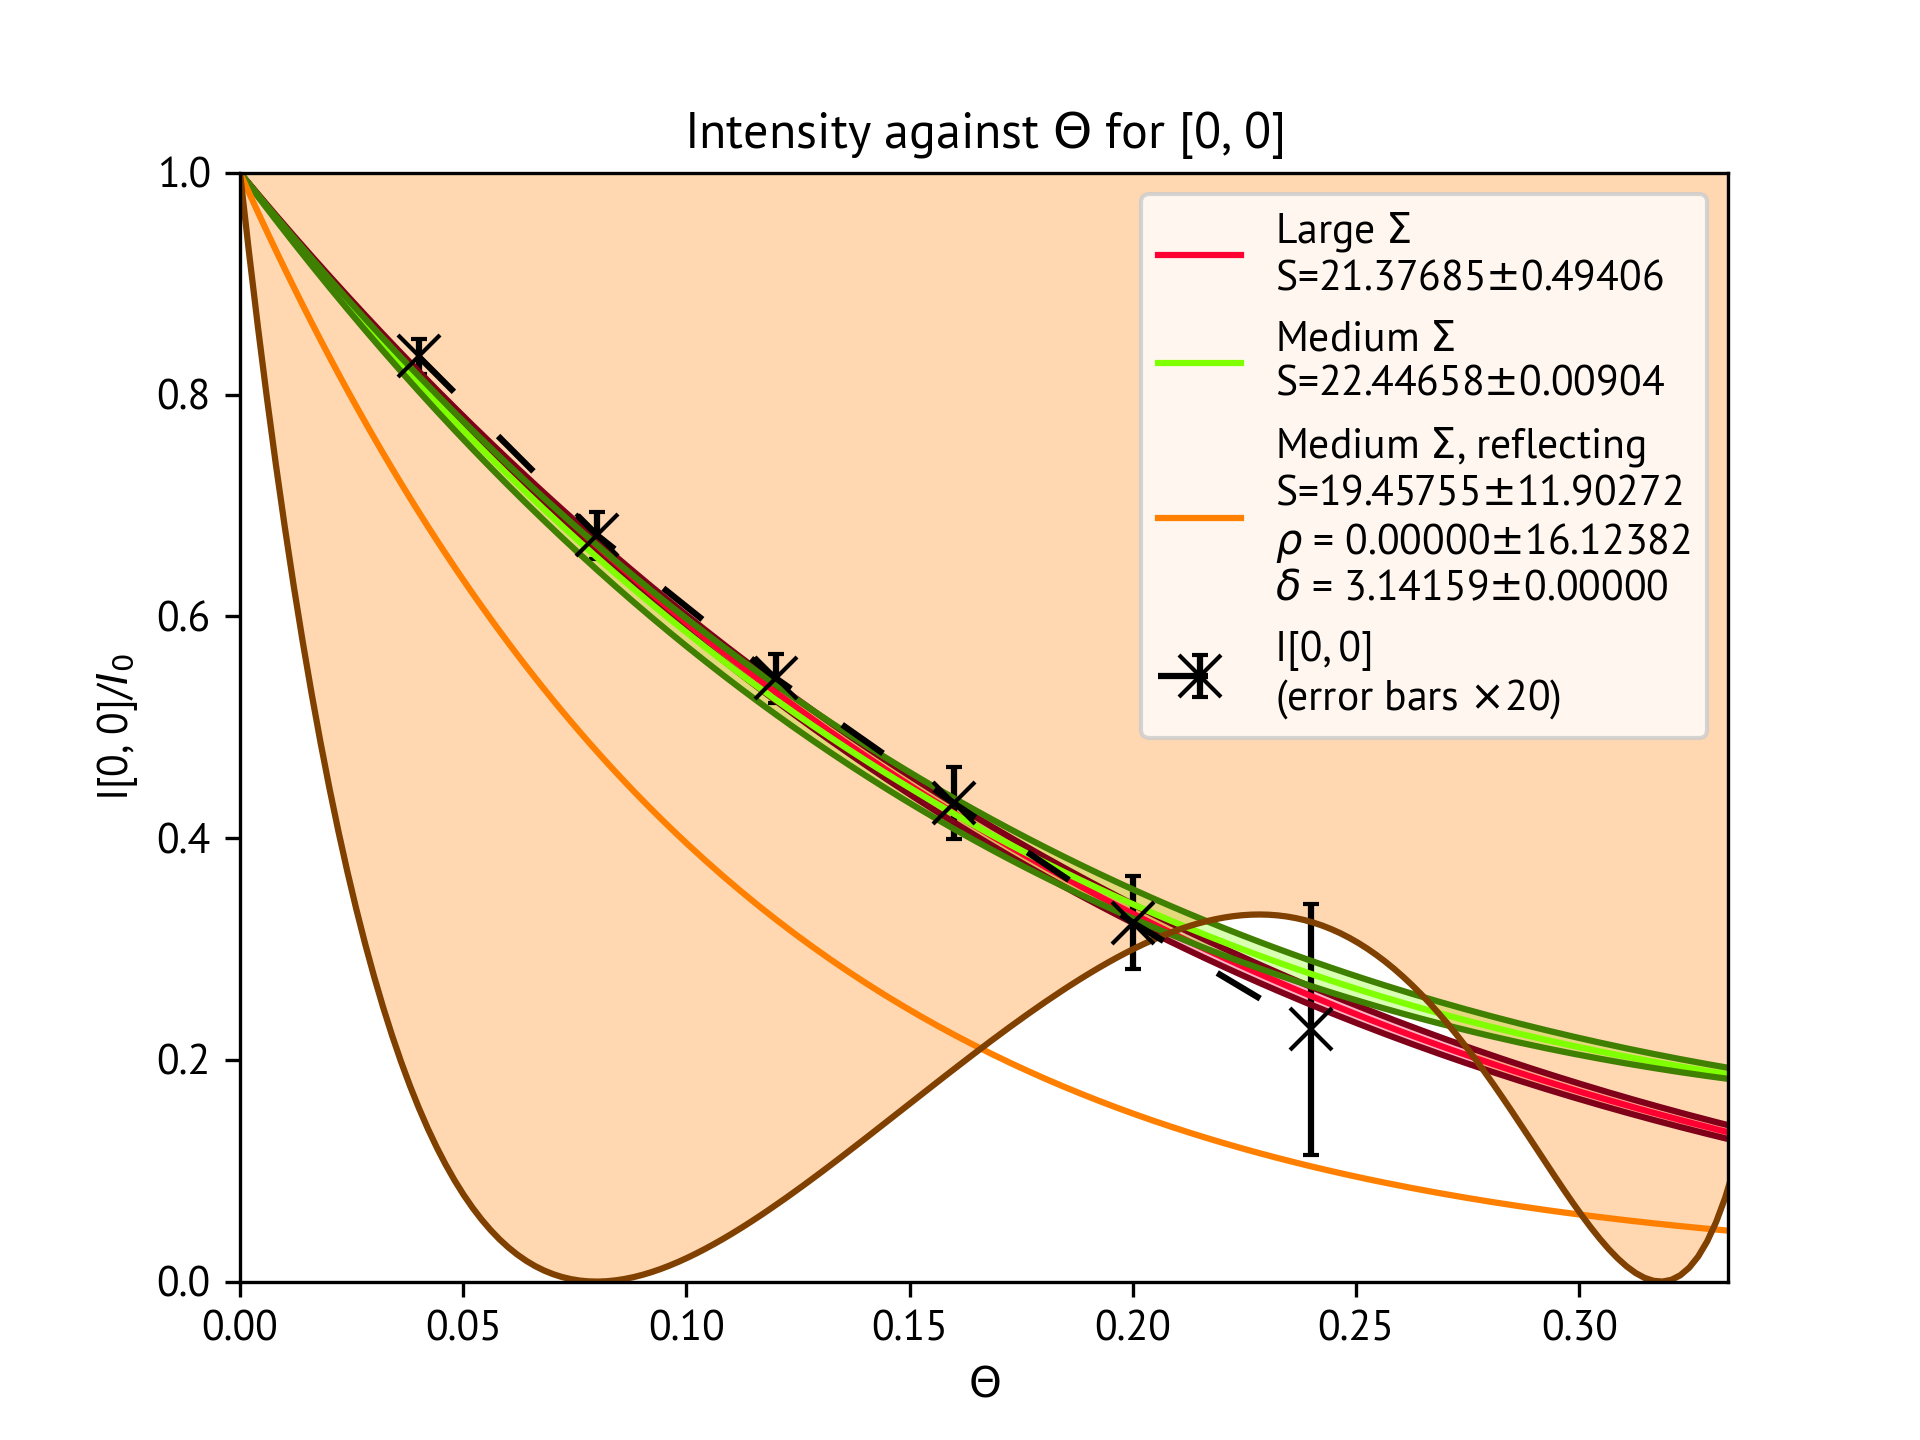 Intensity against Θ for [0, 0]
1.0
0.8
0.6
0.4
0.2
0.0
I[0, 0]/I₀
0.00
0.05
0.10
0.15
0.20
0.25
0.30
Θ
Large Σ
S=21.37685±0.49406
Medium Σ
S=22.44658±0.00904
Medium Σ, reflecting
S=19.45755±11.90272
ρ = 0.00000±16.12382
δ = 3.14159±0.00000
I[0, 0]
(error bars ×20)